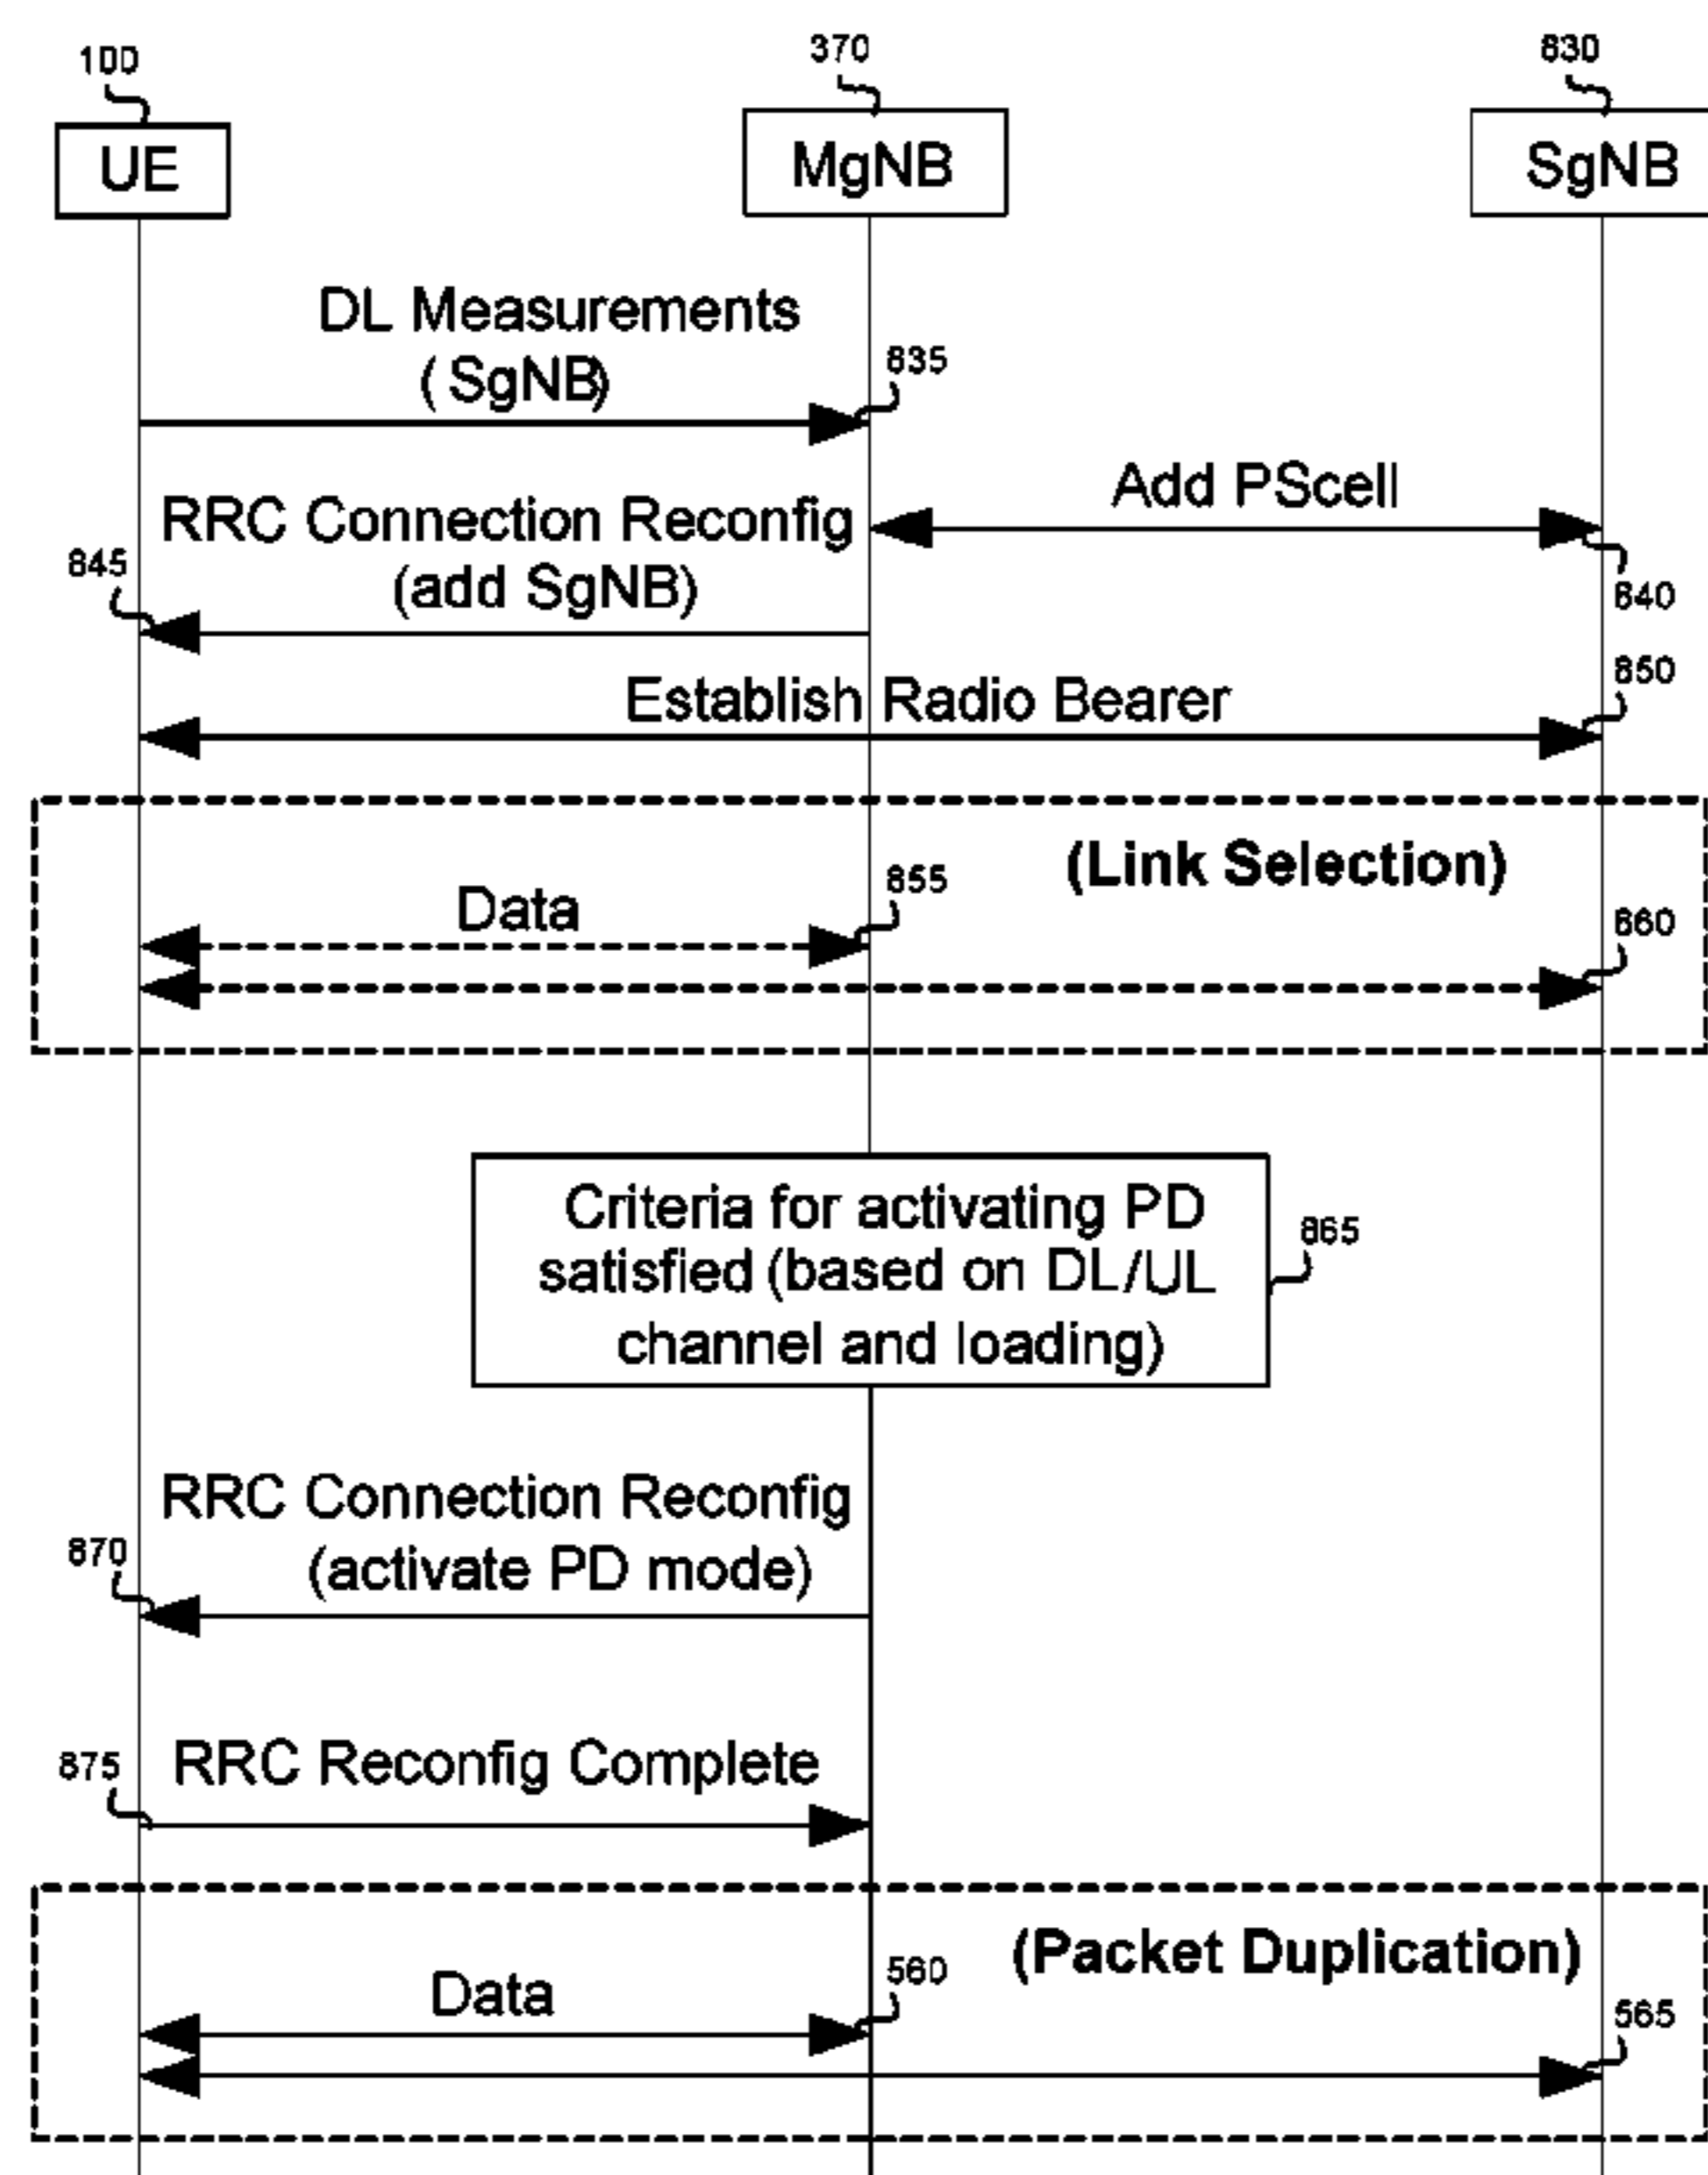 100
370
830
UE
MgNB
SgNB
DL Measurements
( SgNB)
835
Add PScell
840
RRC Connection Reconfig
(add SgNB)
845
850
Establish Radio Bearer
(Link Selection)
855
Data
860
Criteria for activating PD
satisfied (based on DL/UL
channel and loading)
865
RRC Connection Reconfig
(activate PD mode)
870
875
RRC Reconfig Complete
(Packet Duplication)
560
Data
565